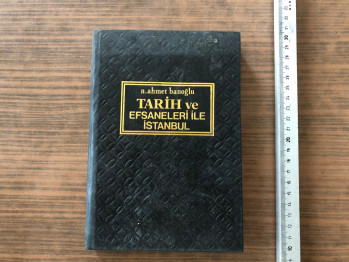 n.ahmet banoğlu
TARİH ve
EFSANELERİ İLE
İSTANBUL